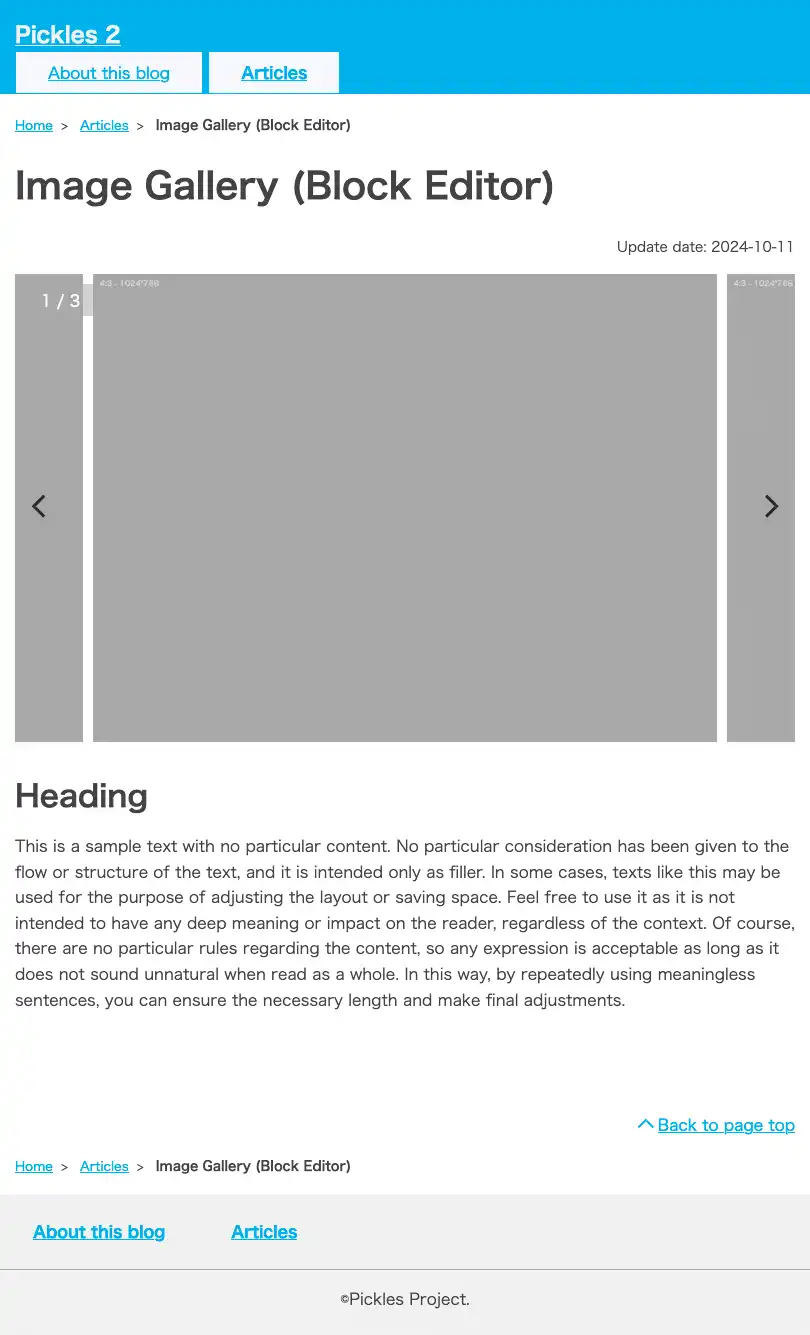 Pickles 2
About this blog
Articles
Home > Articles > Image Gallery (Block Editor)
Image Gallery (Block Editor)
Update date: 2024-10-11
1 / 3
4:3 - 1024*768
4:3 - 1024*768
Heading
This is a sample text with no particular content. No particular consideration has been given to the
flow or structure of the text, and it is intended only as filler. In some cases, texts like this may be
used for the purpose of adjusting the layout or saving space. Feel free to use it as it is not
intended to have any deep meaning or impact on the reader, regardless of the context. Of course,
there are no particular rules regarding the content, so any expression is acceptable as long as it
does not sound unnatural when read as a whole. In this way, by repeatedly using meaningless
sentences, you can ensure the necessary length and make final adjustments.
Back to page top
Home > Articles > Image Gallery (Block Editor)
About this blog
Articles
©Pickles Project.